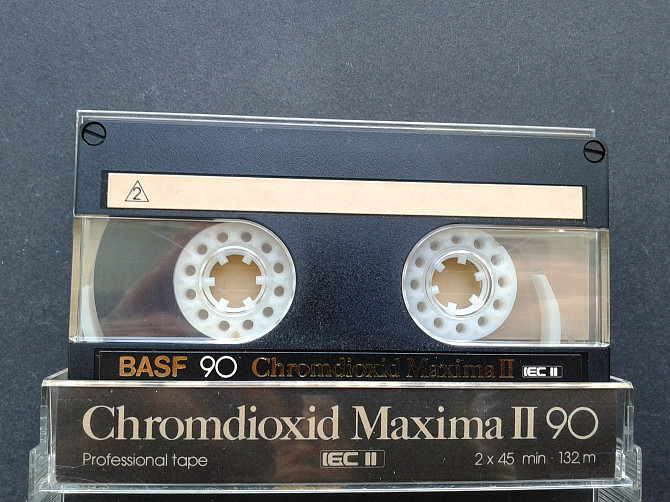 2
BASF 90 Chromdioxid Maxima II IEC II
Chromdioxid Maxima II 90
Professional tape IEC II 2 x 45 min · 132 m